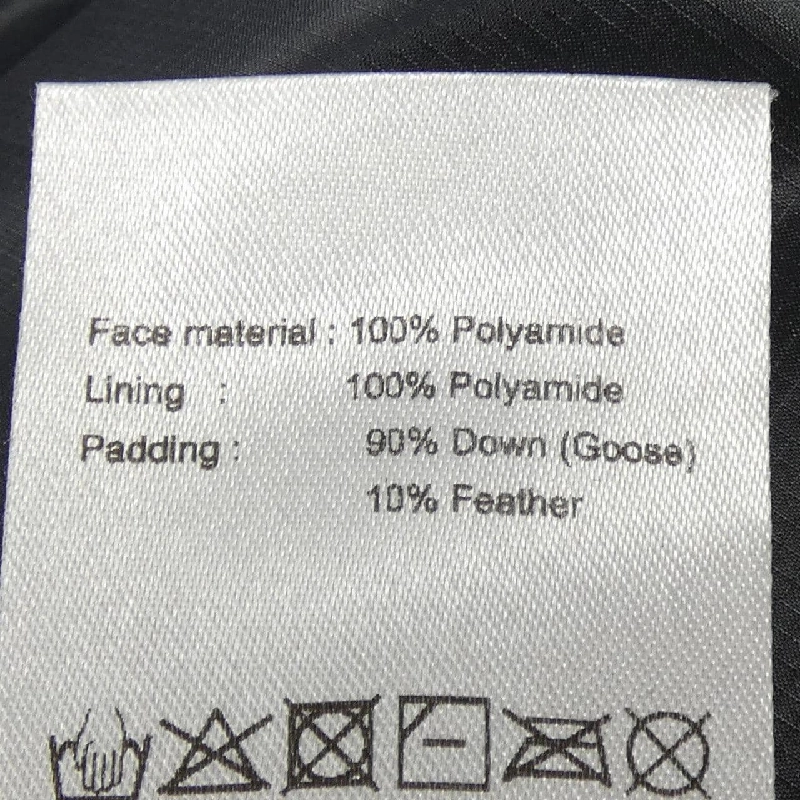 Face material : 100% Polyamide
Lining : 100% Polyamide
Padding : 90% Down (Goose)
10% Feather